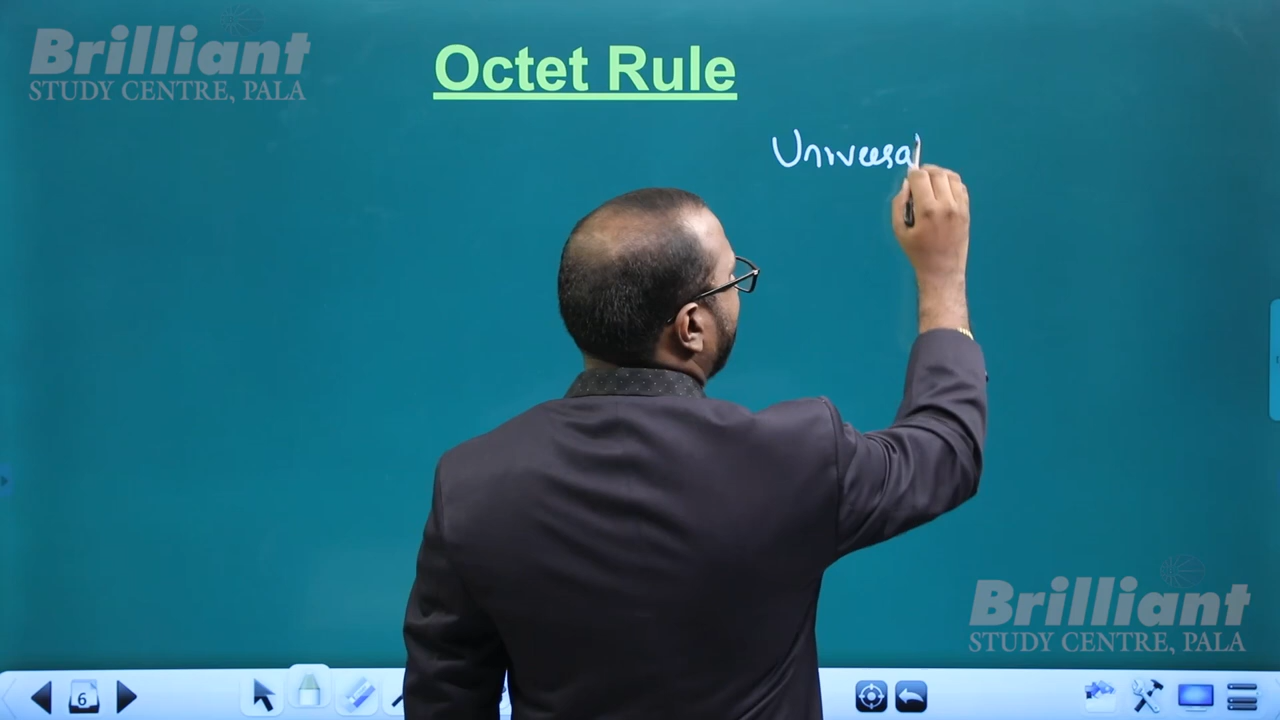 Brilliant
STUDY CENTRE, PALA
Octet Rule
Universal
6
Brilliant
STUDY CENTRE, PALA